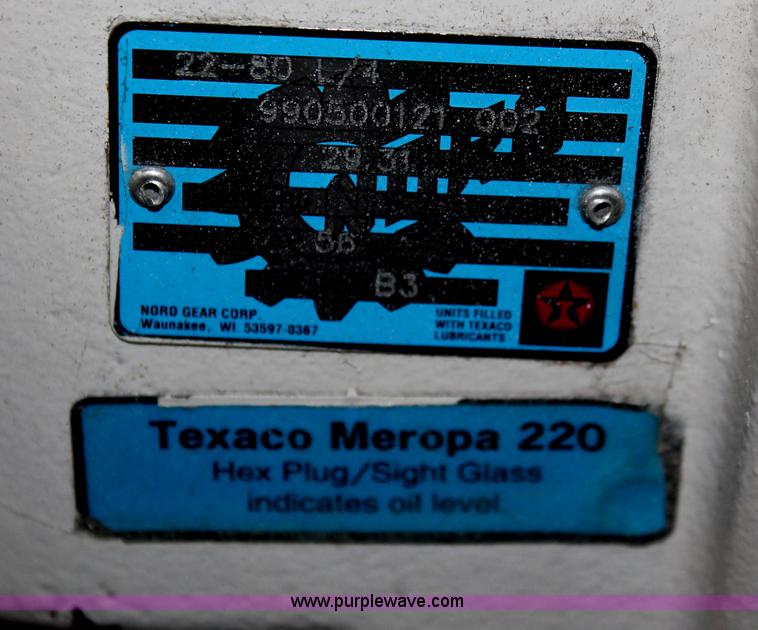 22-80 L/4
990500121 002
29.31
56
B3
NORD GEAR CORP.
Waunakee, WI 53597-0367
UNITS FILLED
WITH TEXACO
LUBRICANTS
Texaco Meropa 220
Hex Plug/Sight Glass
indicates oil level.
www.purplewave.com